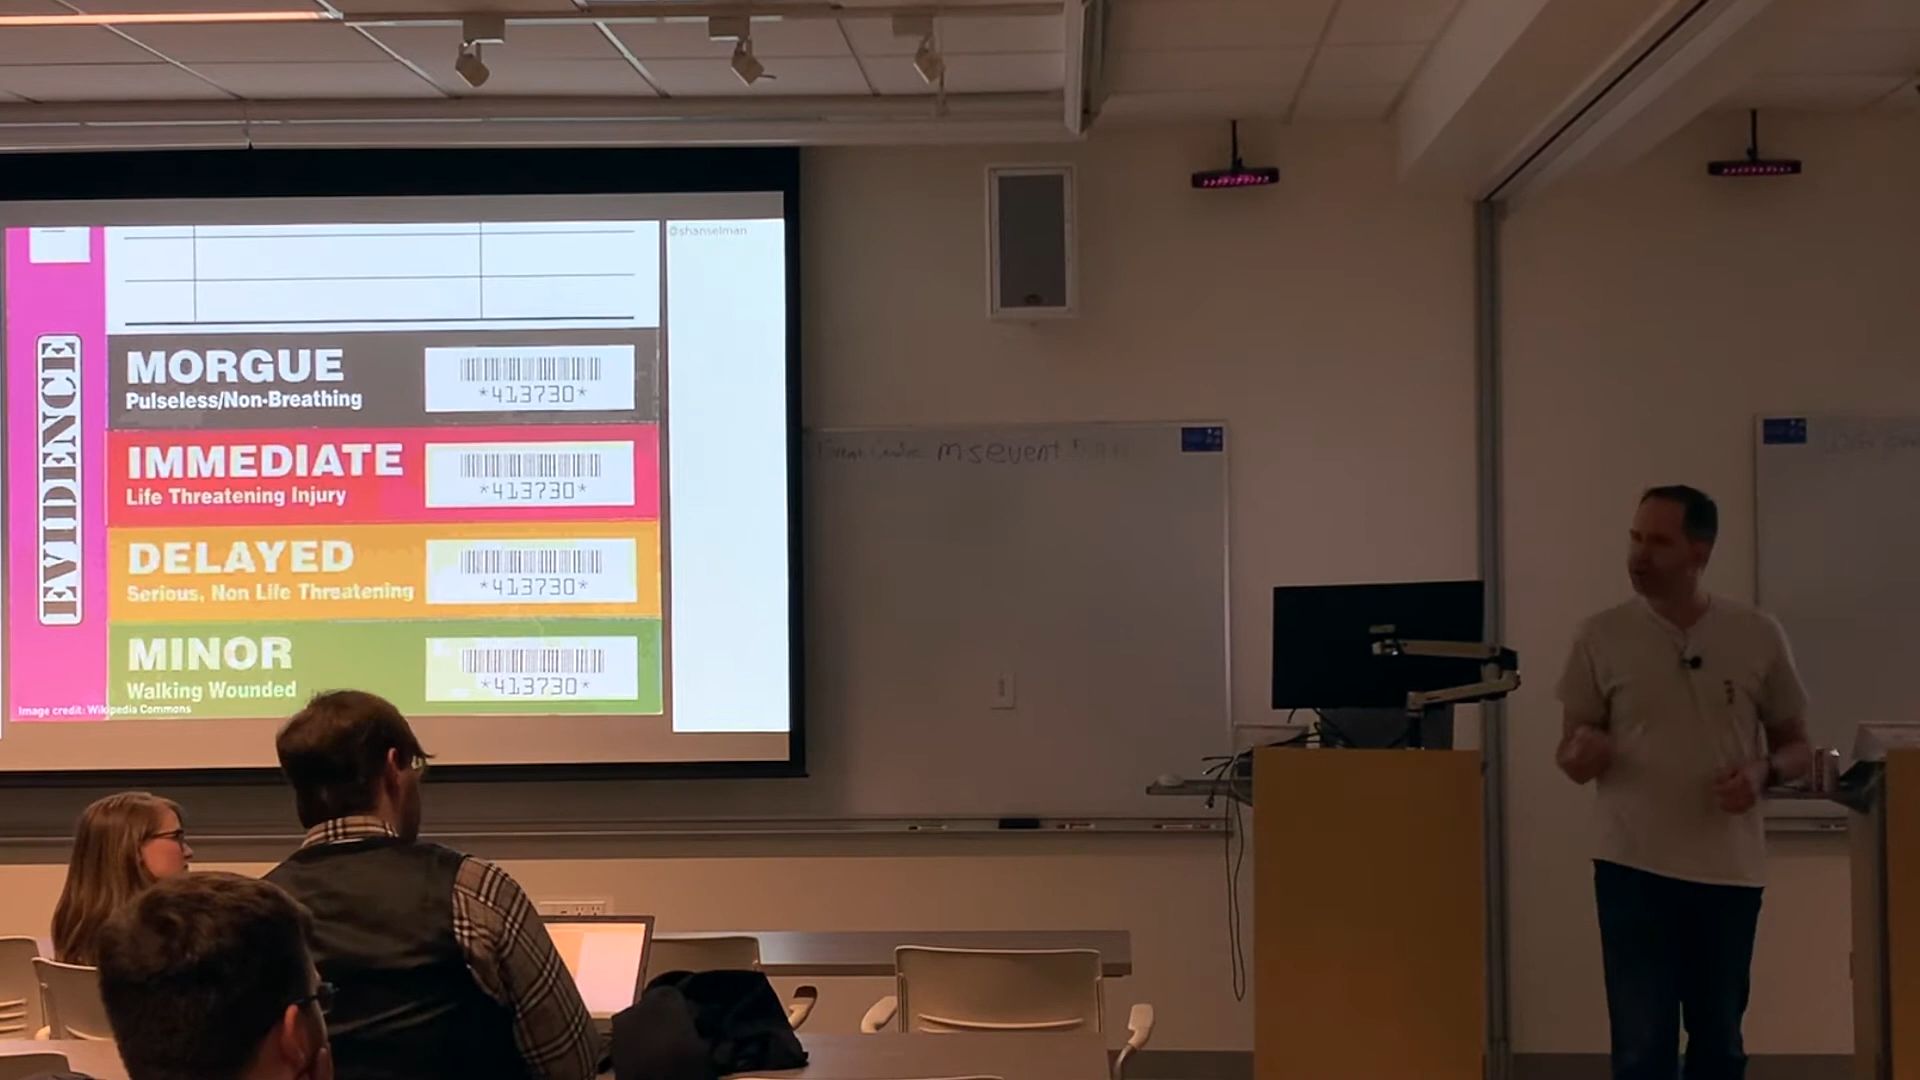 @shanselman
EVIDENCE
MORGUE
Pulseless/Non-Breathing
*413730*
IMMEDIATE
Life Threatening Injury
*413730*
DELAYED
Serious, Non Life Threatening
*413730*
MINOR
Walking Wounded
*413730*
Image credit: Wikipedia Commons
msevent